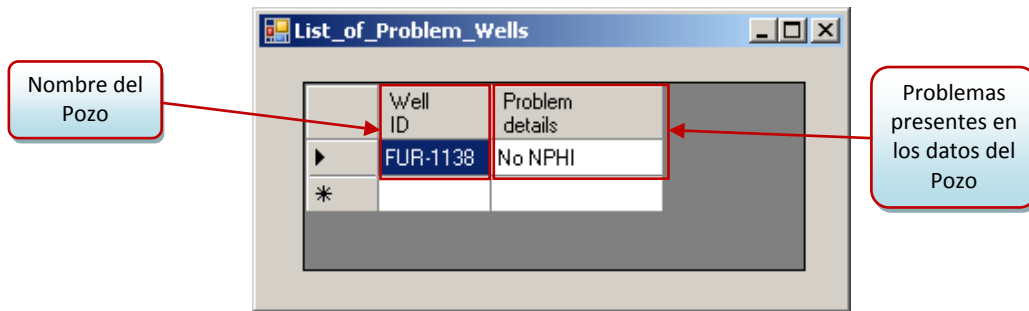 List_of_Problem_Wells
Nombre del
Pozo
Well
ID
Problem
details
FUR-1138
No NPHI
Problemas
presentes en
los datos del
Pozo